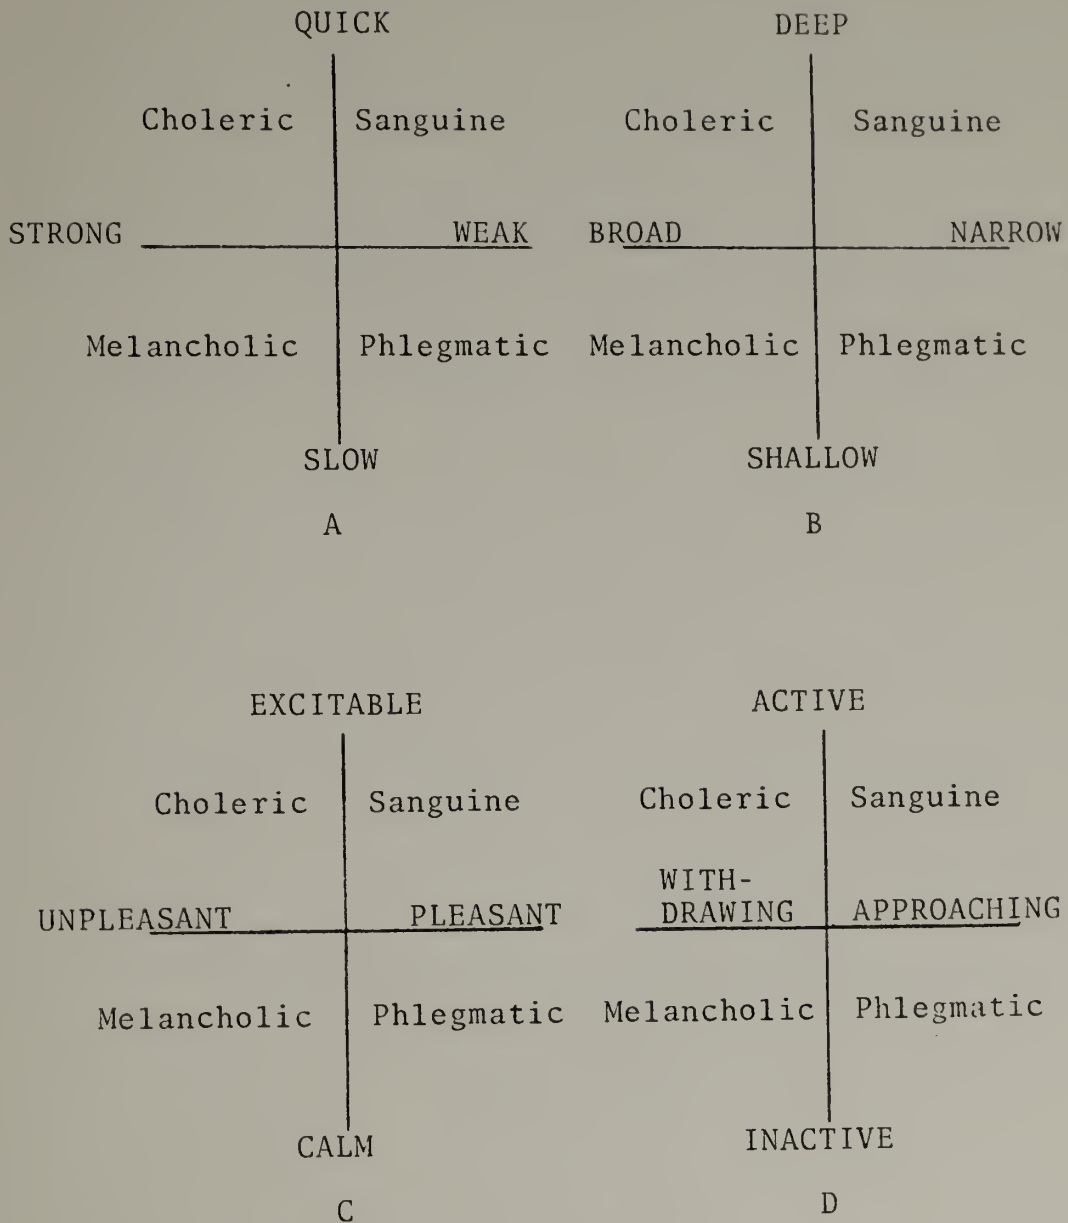 QUICK
Choleric Sanguine
STRONG WEAK
Melancholic Phlegmatic
SLOW
A
DEEP
Choleric Sanguine
BROAD NARROW
Melancholic Phlegmatic
SHALLOW
B
EXCITABLE
Choleric Sanguine
UNPLEASANT PLEASANT
Melancholic Phlegmatic
CALM
C
ACTIVE
Choleric Sanguine
WITH-
DRAWING APPROACHING
Melancholic Phlegmatic
INACTIVE
D